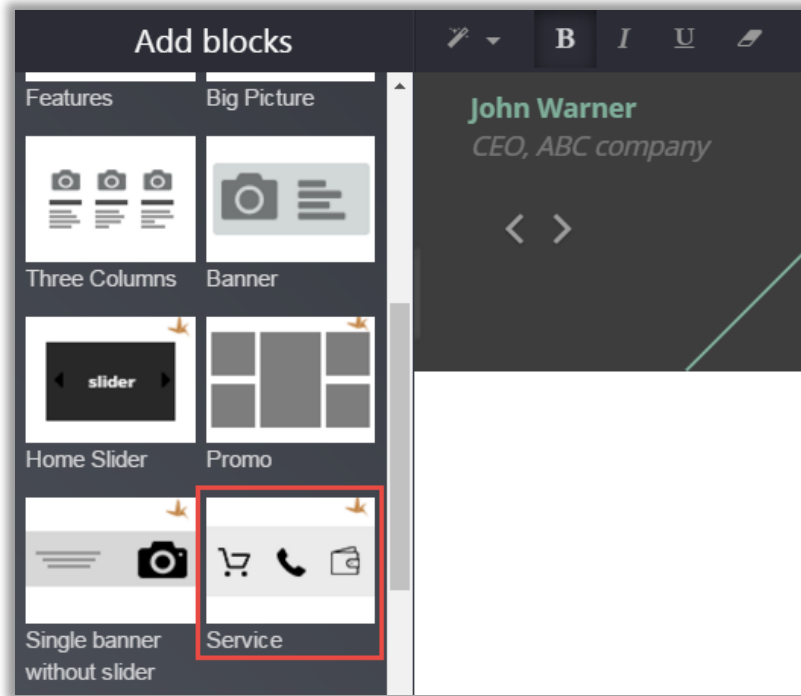 Add blocks
B I U
Features
Big Picture
John Warner
CEO, ABC company
Three Columns
Banner
slider
Home Slider
Promo
Single banner
without slider
Service